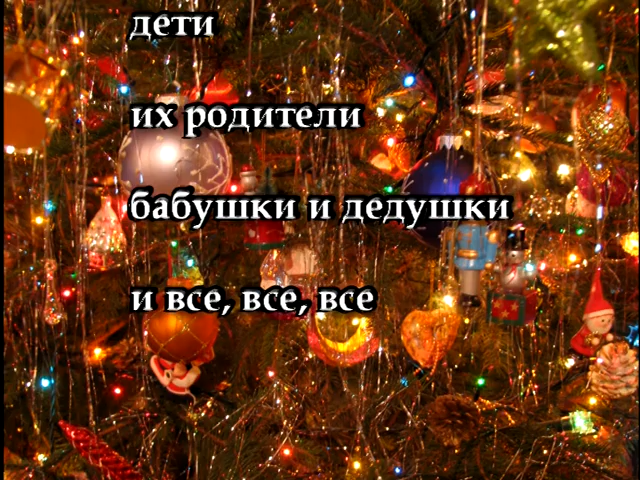 дети
их родители
бабушки и дедушки
и все, все, все